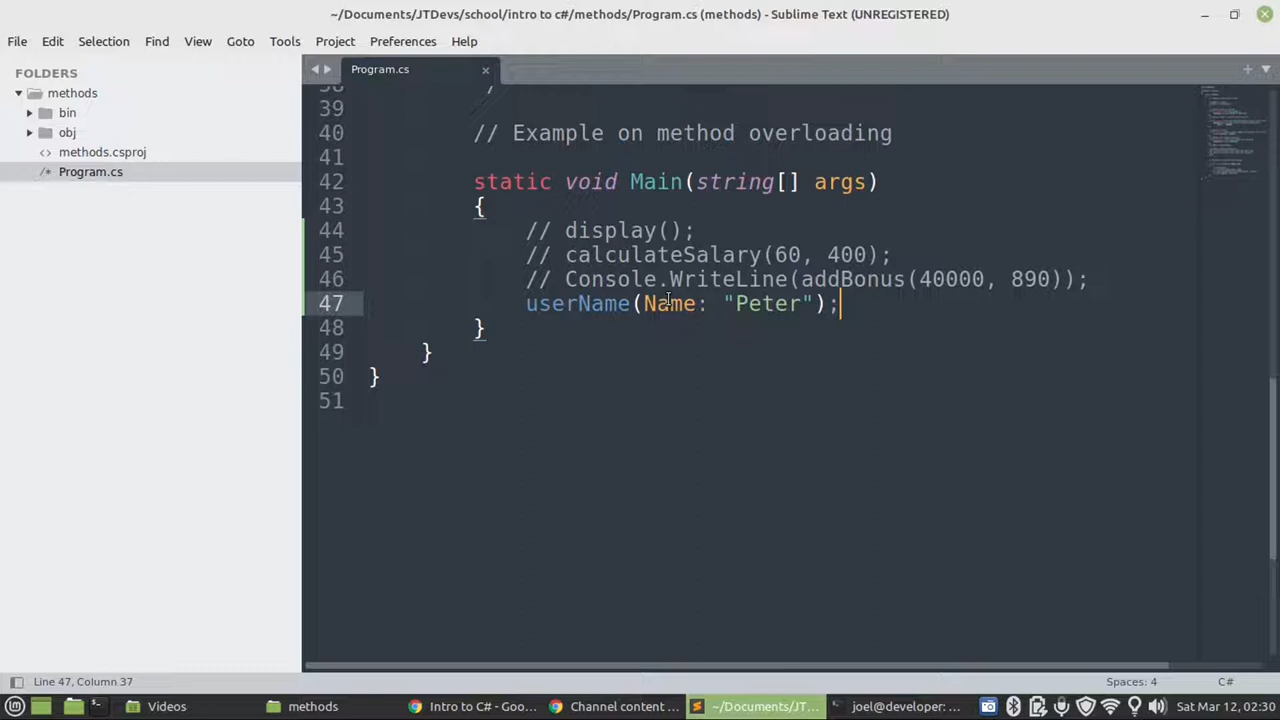 ~/Documents/JTDevs/school/intro to c#/methods/Program.cs (methods) - Sublime Text (UNREGISTERED)
File Edit Selection Find View Goto Tools Project Preferences Help
FOLDERS
methods
bin
obj
methods.csproj
Program.cs
Program.cs
38 */
39
40 // Example on method overloading
41
42 static void Main(string[] args)
43 {
44 // display();
45 // calculateSalary(60, 400);
46 // Console.WriteLine(addBonus(40000, 890));
47 userName(Name: "Peter");
48 }
49 }
50 }
51
Line 47, Column 37 Spaces: 4 C#
Videos methods Intro to C# - Goo... Channel content ... ~/Documents/JT... joel@developer: ... Sat Mar 12, 02:30